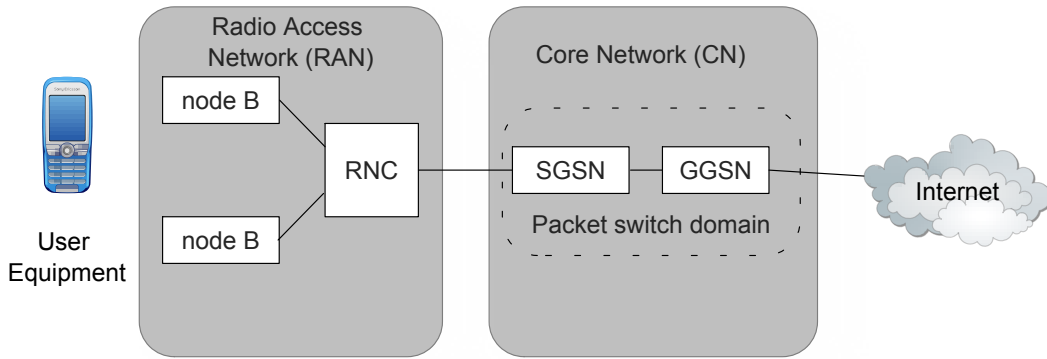 Radio Access
Network (RAN)
Core Network (CN)
node B
RNC
SGSN
GGSN
Internet
Packet switch domain
node B
User
Equipment